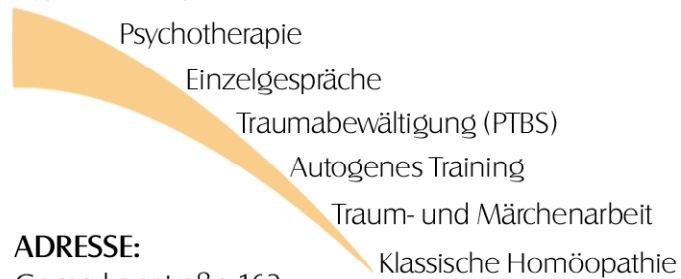 Psychotherapie
Einzelgespräche
Traumabewältigung (PTBS)
Autogenes Training
Traum- und Märchenarbeit
Klassische Homöopathie
ADRESSE: